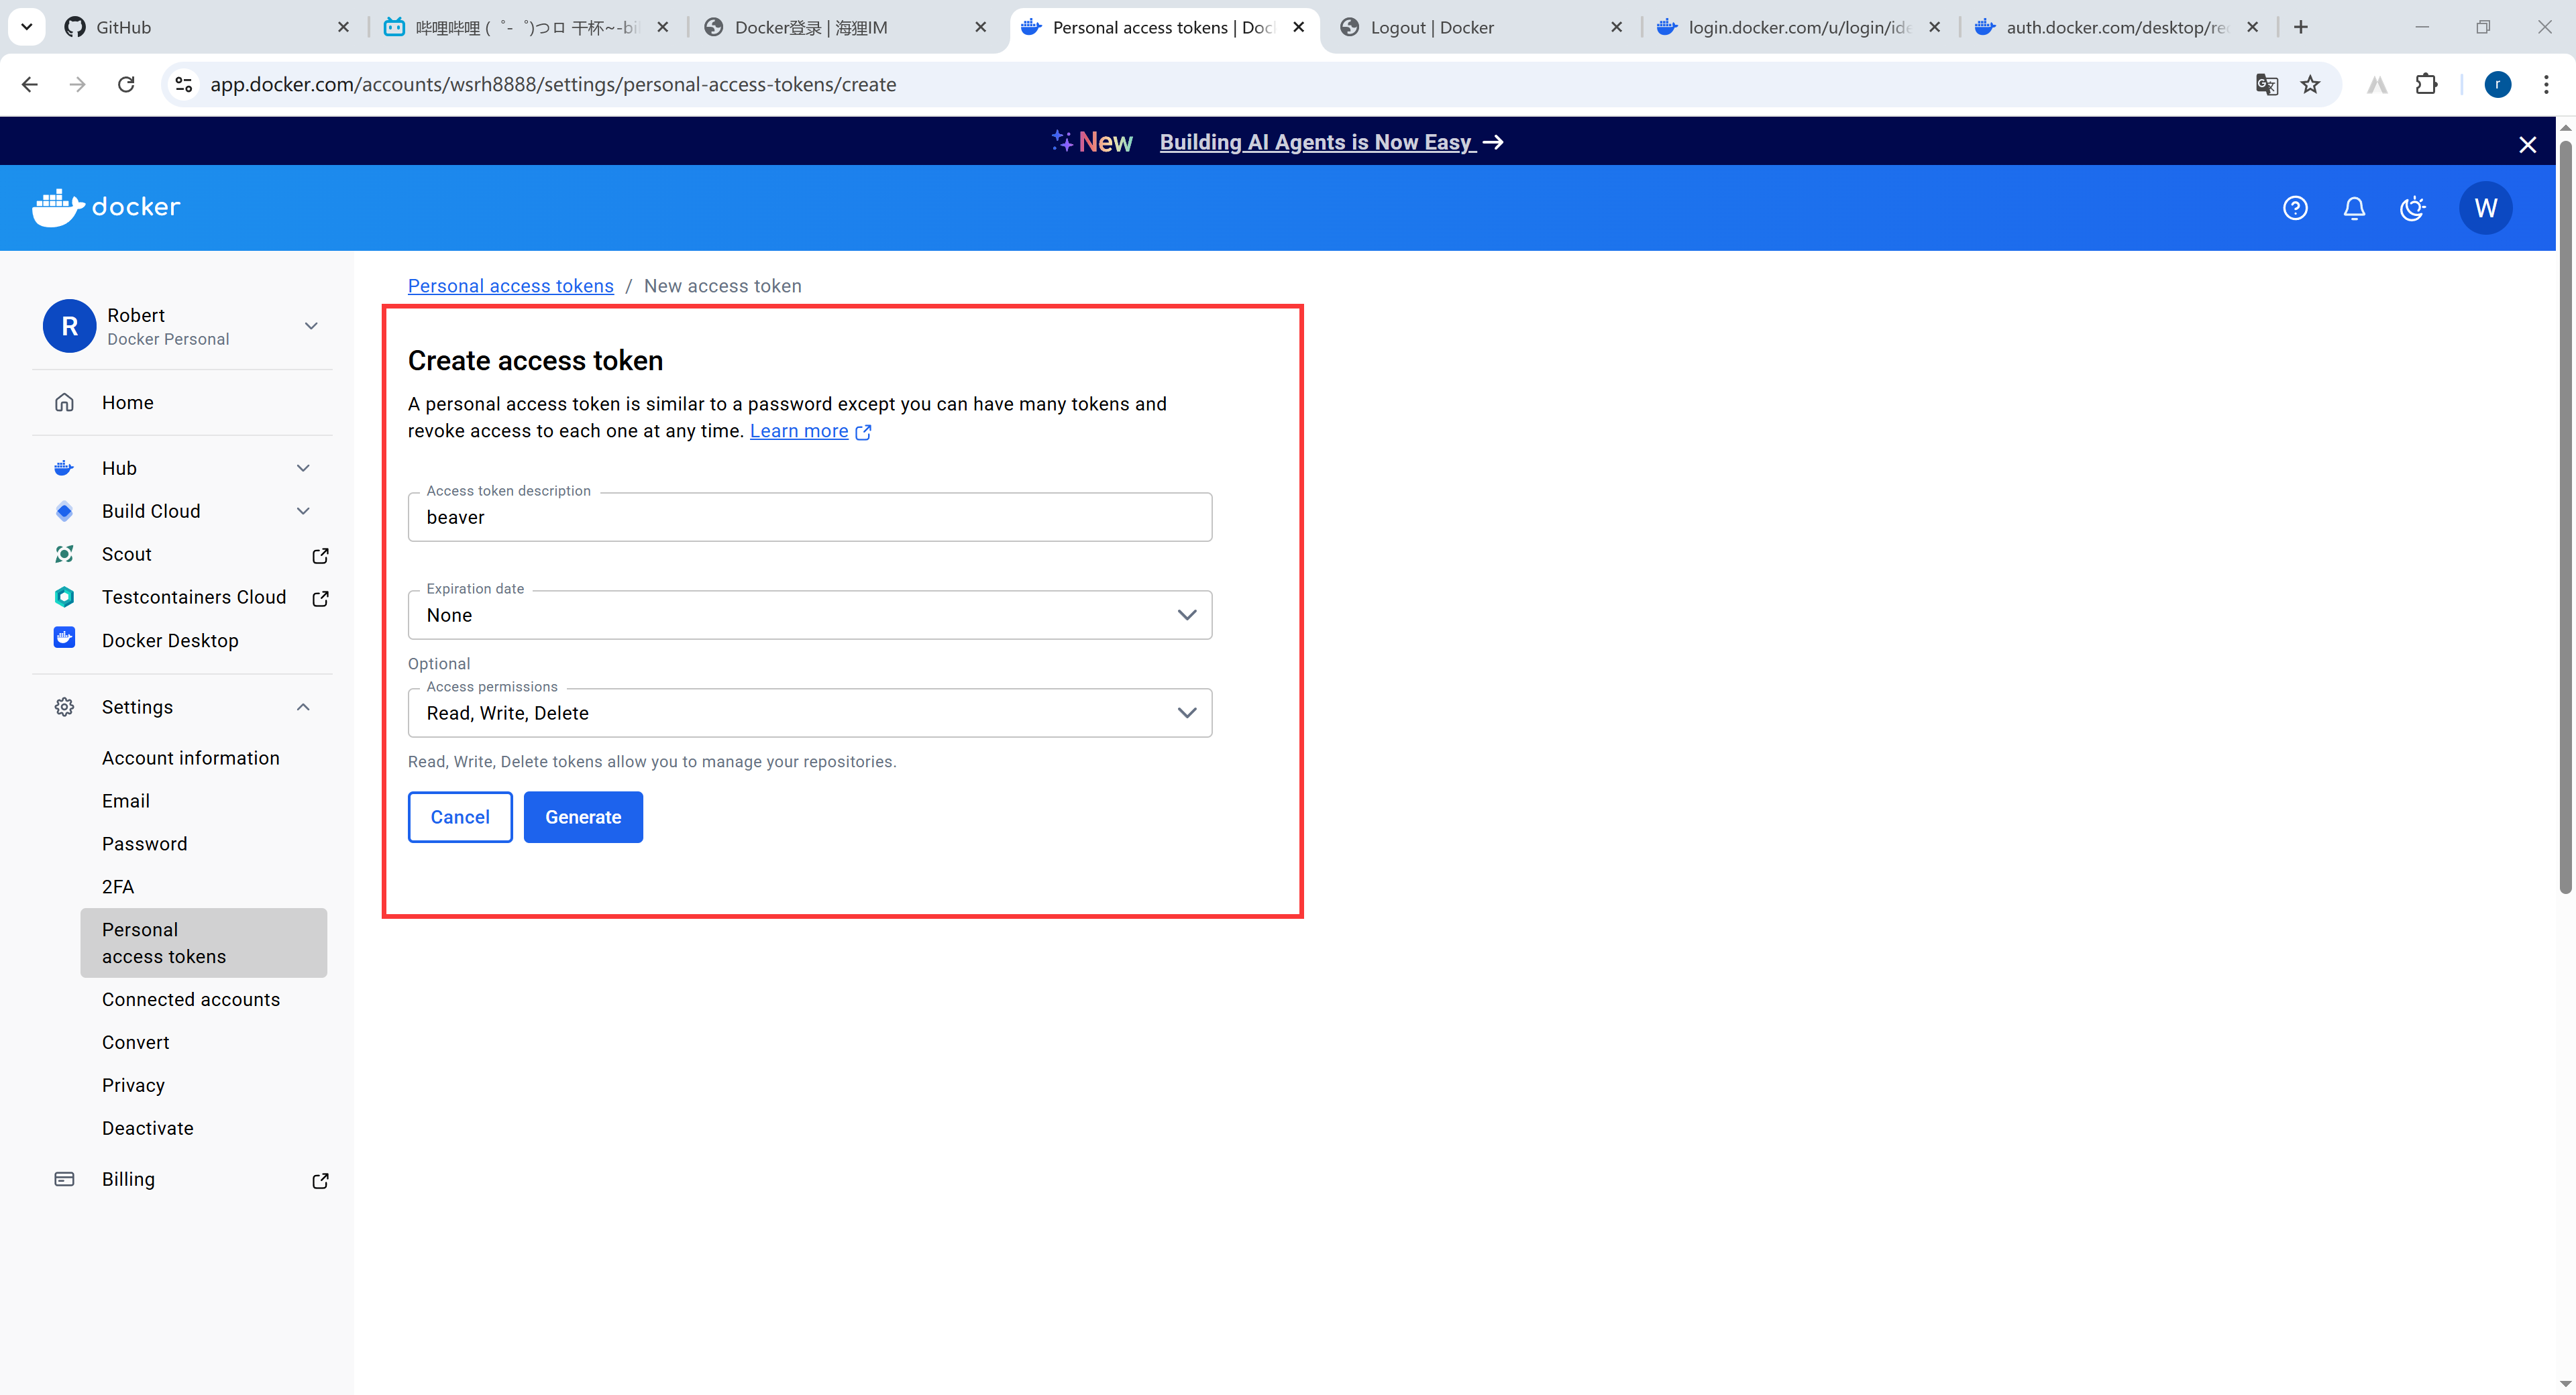 GitHub
哔哩哔哩 (゜-゜)つロ 干杯~-bi
Docker登录 | 海狸IM
Personal access tokens | Doc
Logout | Docker
login.docker.com/u/login/ide
auth.docker.com/desktop/re
app.docker.com/accounts/wsrh8888/settings/personal-access-tokens/create
r
New Building AI Agents is Now Easy →
docker
W
R
Robert
Docker Personal
Home
Hub
Build Cloud
Scout
Testcontainers Cloud
Docker Desktop
Settings
Account information
Email
Password
2FA
Personal
access tokens
Connected accounts
Convert
Privacy
Deactivate
Billing
Personal access tokens / New access token
Create access token
A personal access token is similar to a password except you can have many tokens and
revoke access to each one at any time. Learn more
Access token description
beaver
Expiration date
None
Optional
Access permissions
Read, Write, Delete
Read, Write, Delete tokens allow you to manage your repositories.
Cancel
Generate